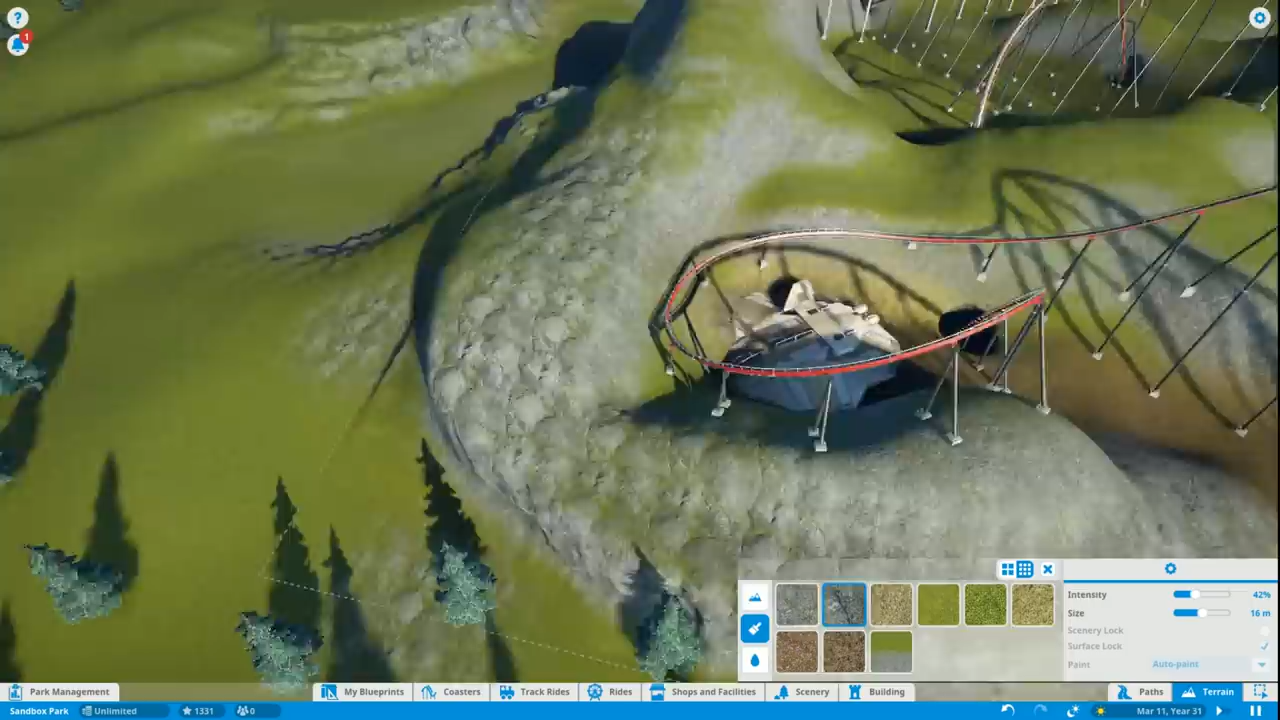 ?
1
Intensity 42%
Size 16 m
Scenery Lock
Surface Lock
Paint Auto-paint
Park Management My Blueprints Coasters Track Rides Rides Shops and Facilities Scenery Building Paths Terrain
Sandbox Park Unlimited 1331 0 Mar 11, Year 31